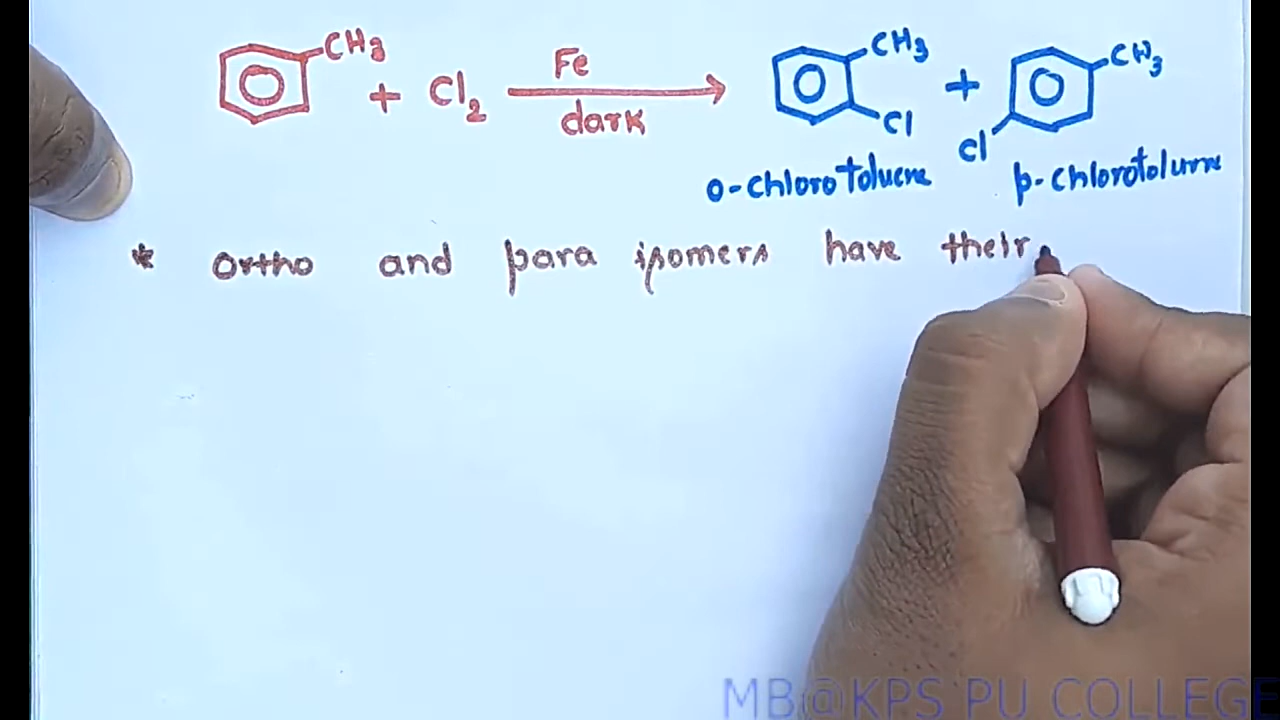 CH3 + Cl2 Fe dark CH3 Cl + CH3 Cl
o-chlorotoluene p-chlorotoluene
* Ortho and para isomers have their
MB@KPS PU COLLEGE